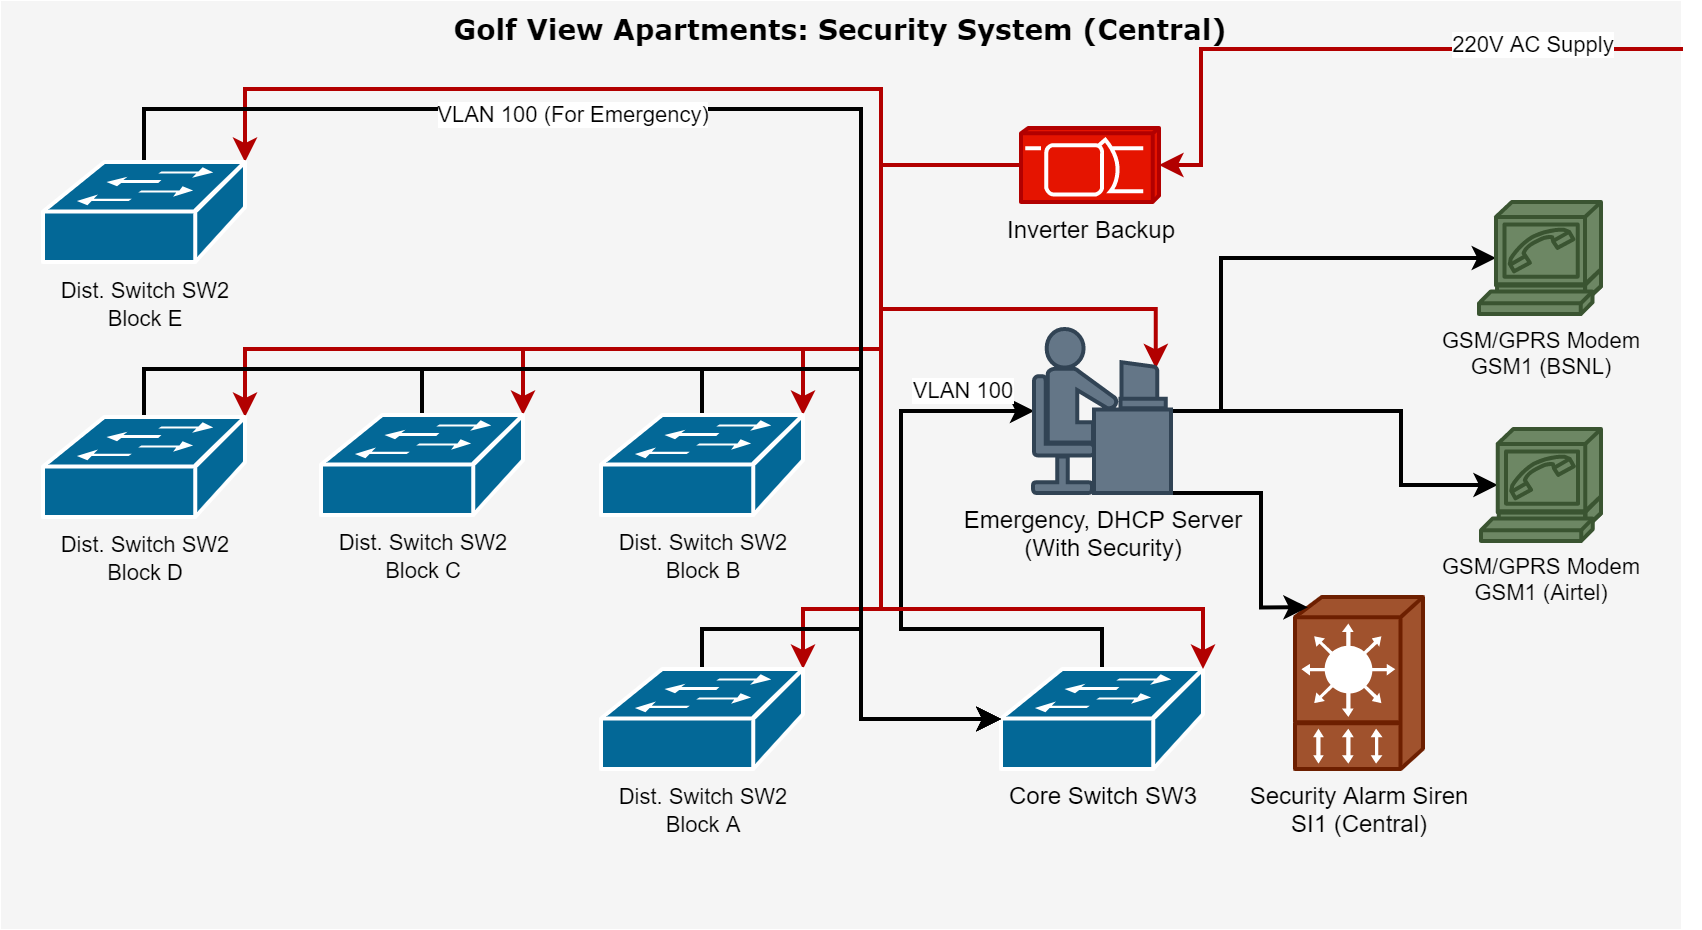 Golf View Apartments: Security System (Central)
220V AC Supply
VLAN 100 (For Emergency)
Inverter Backup
Dist. Switch SW2
Block E
GSM/GPRS Modem
GSM1 (BSNL)
VLAN 100
Emergency, DHCP Server
(With Security)
Dist. Switch SW2
Block D
Dist. Switch SW2
Block C
Dist. Switch SW2
Block B
GSM/GPRS Modem
GSM1 (Airtel)
Dist. Switch SW2
Block A
Core Switch SW3
Security Alarm Siren
SI1 (Central)